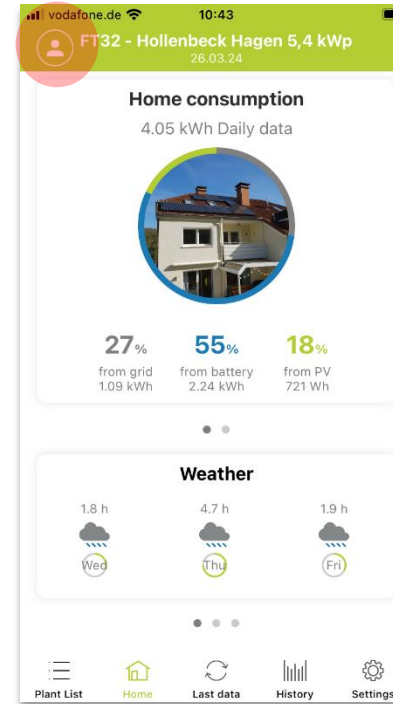 vodafone.de 10:43
FT32 - Hollenbeck Hagen 5,4 kWp
26.03.24
Home consumption
4.05 kWh Daily data
27% 55% 18%
from grid from battery from PV
1.09 kWh 2.24 kWh 721 Wh
Weather
1.8 h 4.7 h 1.9 h
Wed Thu Fri
Plant List Home Last data History Settings